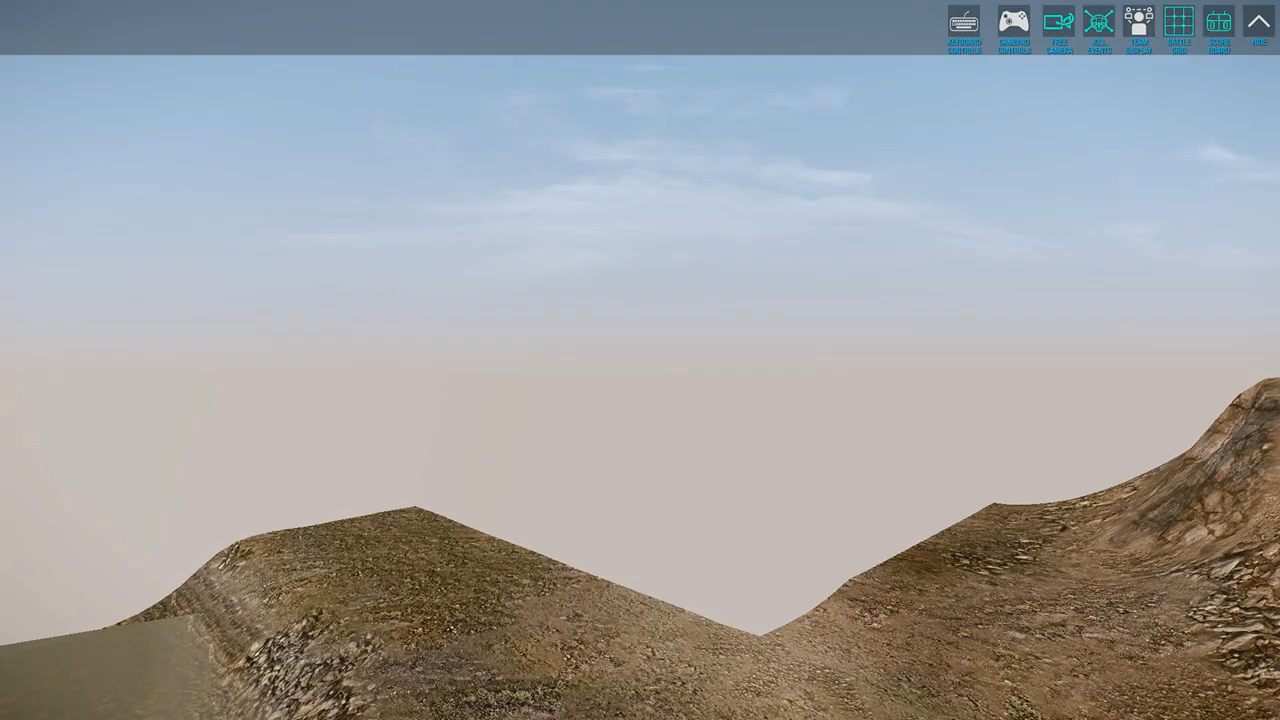 KEYBOARD
CONTROLS
GAMEPAD
CONTROLS
FREE
CAMERA
KILL
EVENTS
TEAM
DISPLAY
BATTLE
GRID
SCORE
BOARD
HIDE